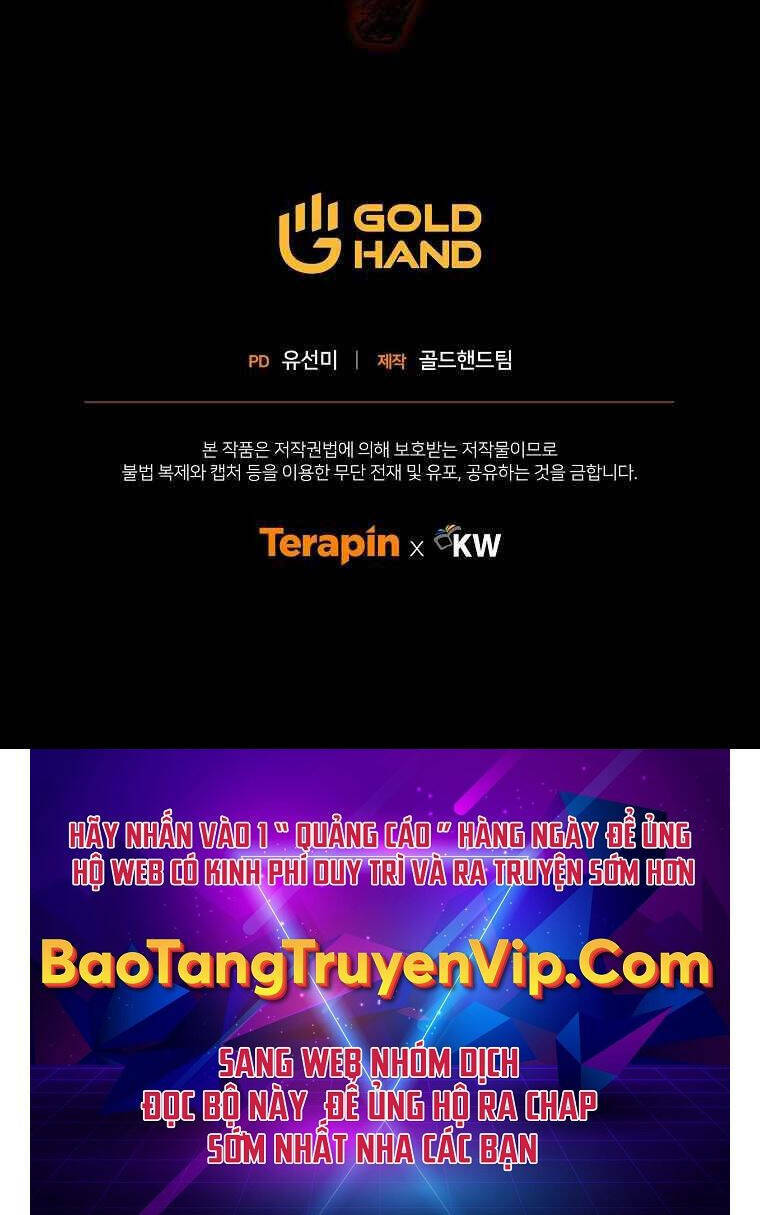 GOLD
HAND
PD 유선미 | 제작 골드핸드팀
본 작품은 저작권법에 의해 보호받는 저작물이므로
불법 복제와 캡처 등을 이용한 무단 전재 및 유포, 공유하는 것을 금합니다.
Terapin x KW
HÃY NHẤN VÀO 1 “ QUẢNG CÁO ” HÀNG NGÀY ĐỂ ỦNG
HỘ WEB CÓ KINH PHÍ DUY TRÌ VÀ RA TRUYỆN SỚM HƠN
BaoTangTruyenVip.Com
SANG WEB NHÓM DỊCH
ĐỌC BỘ NÀY ĐỂ ỦNG HỘ RA CHAP
SỚM NHẤT NHA CÁC BẠN